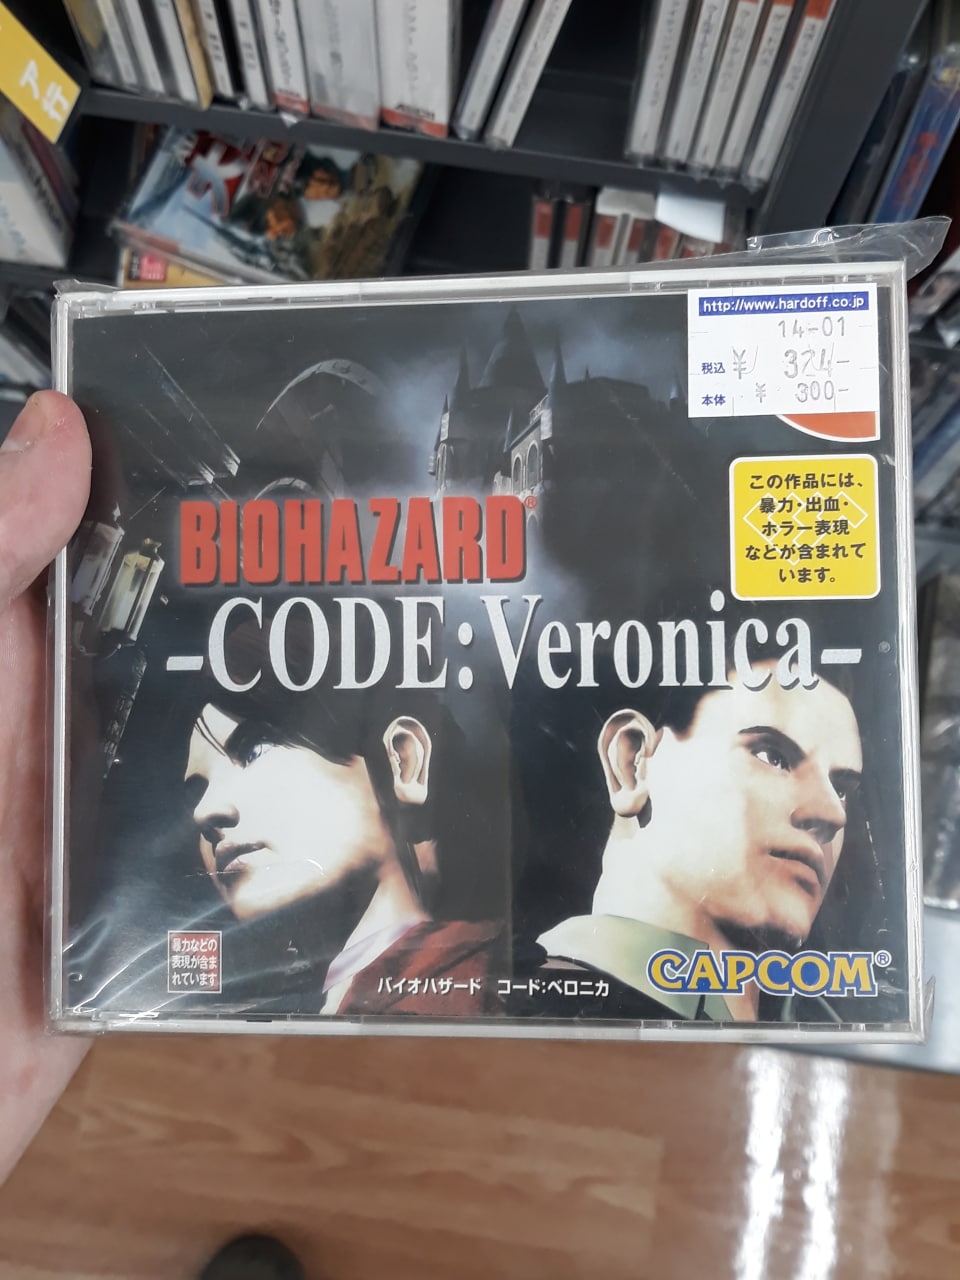 ア行
http://www.hardoff.co.jp
14-01
税込 ¥ 324-
本体 ¥ 300-
この作品には、
暴力・出血・
ホラー表現
などが含まれて
います。
BIOHAZARD®
-CODE:Veronica-
暴力などの
表現が含ま
れています
バイオハザード コード:ベロニカ
CAPCOM®